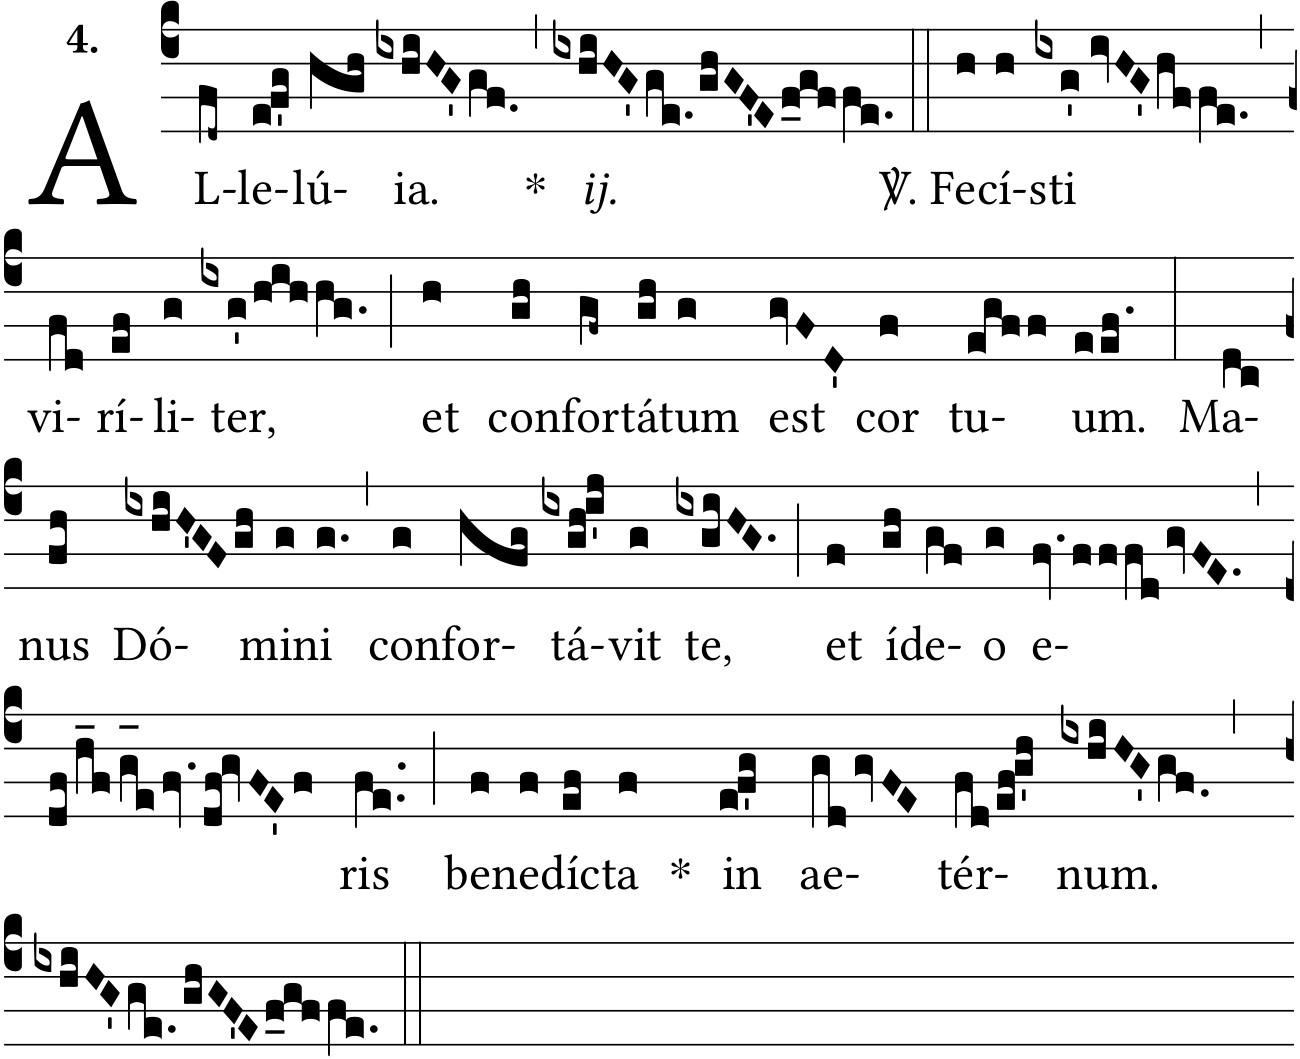 4.
AL-le-lú- ia. * ij. ℣. Fecí-sti
vi- rí- li- ter, et confortátum est cor tu- um. Ma-
nus Dó- mini confor- tá-vit te, et íde- o e-
ris benedícta * in ae- tér- num.